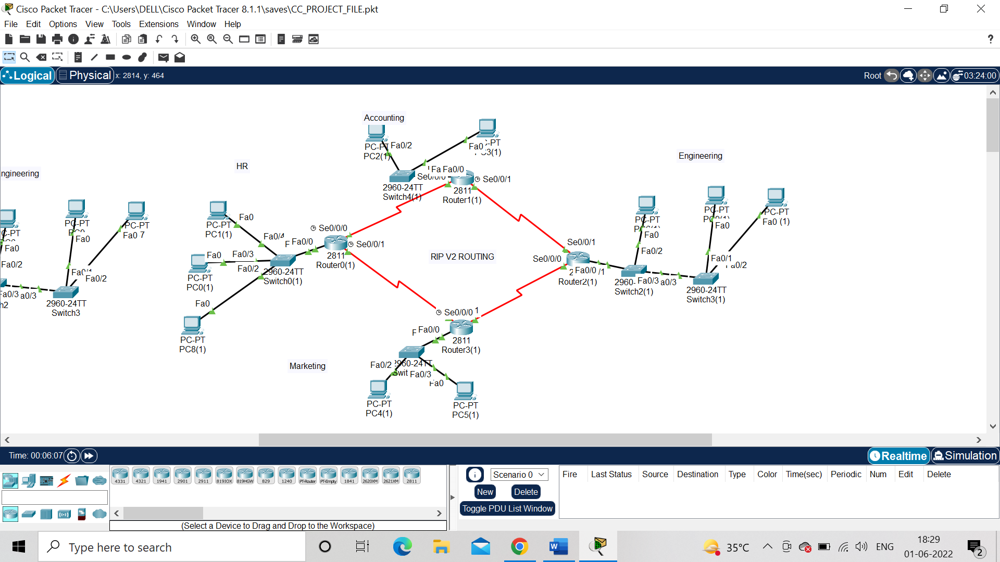 Cisco Packet Tracer - C:\Users\DELL\Cisco Packet Tracer 8.1.1\saves\CC_PROJECT_FILE.pkt
File Edit Options View Tools Extensions Window Help
?
Logical Physical x: 2814, y: 464 Root 03:24:00
Accounting
PC-PT
PC2(1)
Fa0/2
-PT
3(1)
Fa0
Engineering
HR
ngineering
Fa Fa0/0
Se0/0/0
Se0/0/1
2960-24TT
Switch4(1)
2811
Router1(1)
PC-PT
Fa0
Fa0/2
PC-PT
Fa0 7
Fa0
Fa0/2
Fa0/3 a0/3
h2
2960-24TT
Switch3
Fa0/2
PC-PT
PC1(1)
Fa0
Fa0/4
Fa0/0
Se0/0/0
Se0/0/1
Fa0
Fa0/3
Fa0/2
PC-PT
PC0(1)
2960-24TT
Switch0(1)
2811
Router0(1)
Fa0
PC-PT
PC8(1)
RIP V2 ROUTING
Se0/0/1
Se0/0/0
Fa0/0 /1
Router2(1)
PC-PT
Fa0
Fa0/2
PC-PT
Fa0
PC-PT
Fa0 (1)
Fa0/1
Fa0/2
2960- Fa0/3 a0/3
Switch2(1)
2960-24TT
Switch3(1)
Se0/0/0 1
Fa0/0
2811
Router3(1)
Marketing
Fa0/2 2960-24TT
Swit Fa0/3
Fa0
PC-PT
PC4(1)
PC-PT
PC5(1)
Time: 00:06:07 Realtime Simulation
4331 4321 1941 2901 2911 819IOX 819HGW 829 1240 PT-Router PT-Empty 1841 2620XM 2621XM 2811
(Select a Device to Drag and Drop to the Workspace)
Scenario 0
New Delete
Toggle PDU List Window
Fire Last Status Source Destination Type Color Time(sec) Periodic Num Edit Delete
Type here to search
35°C ENG
18:29
01-06-2022
2